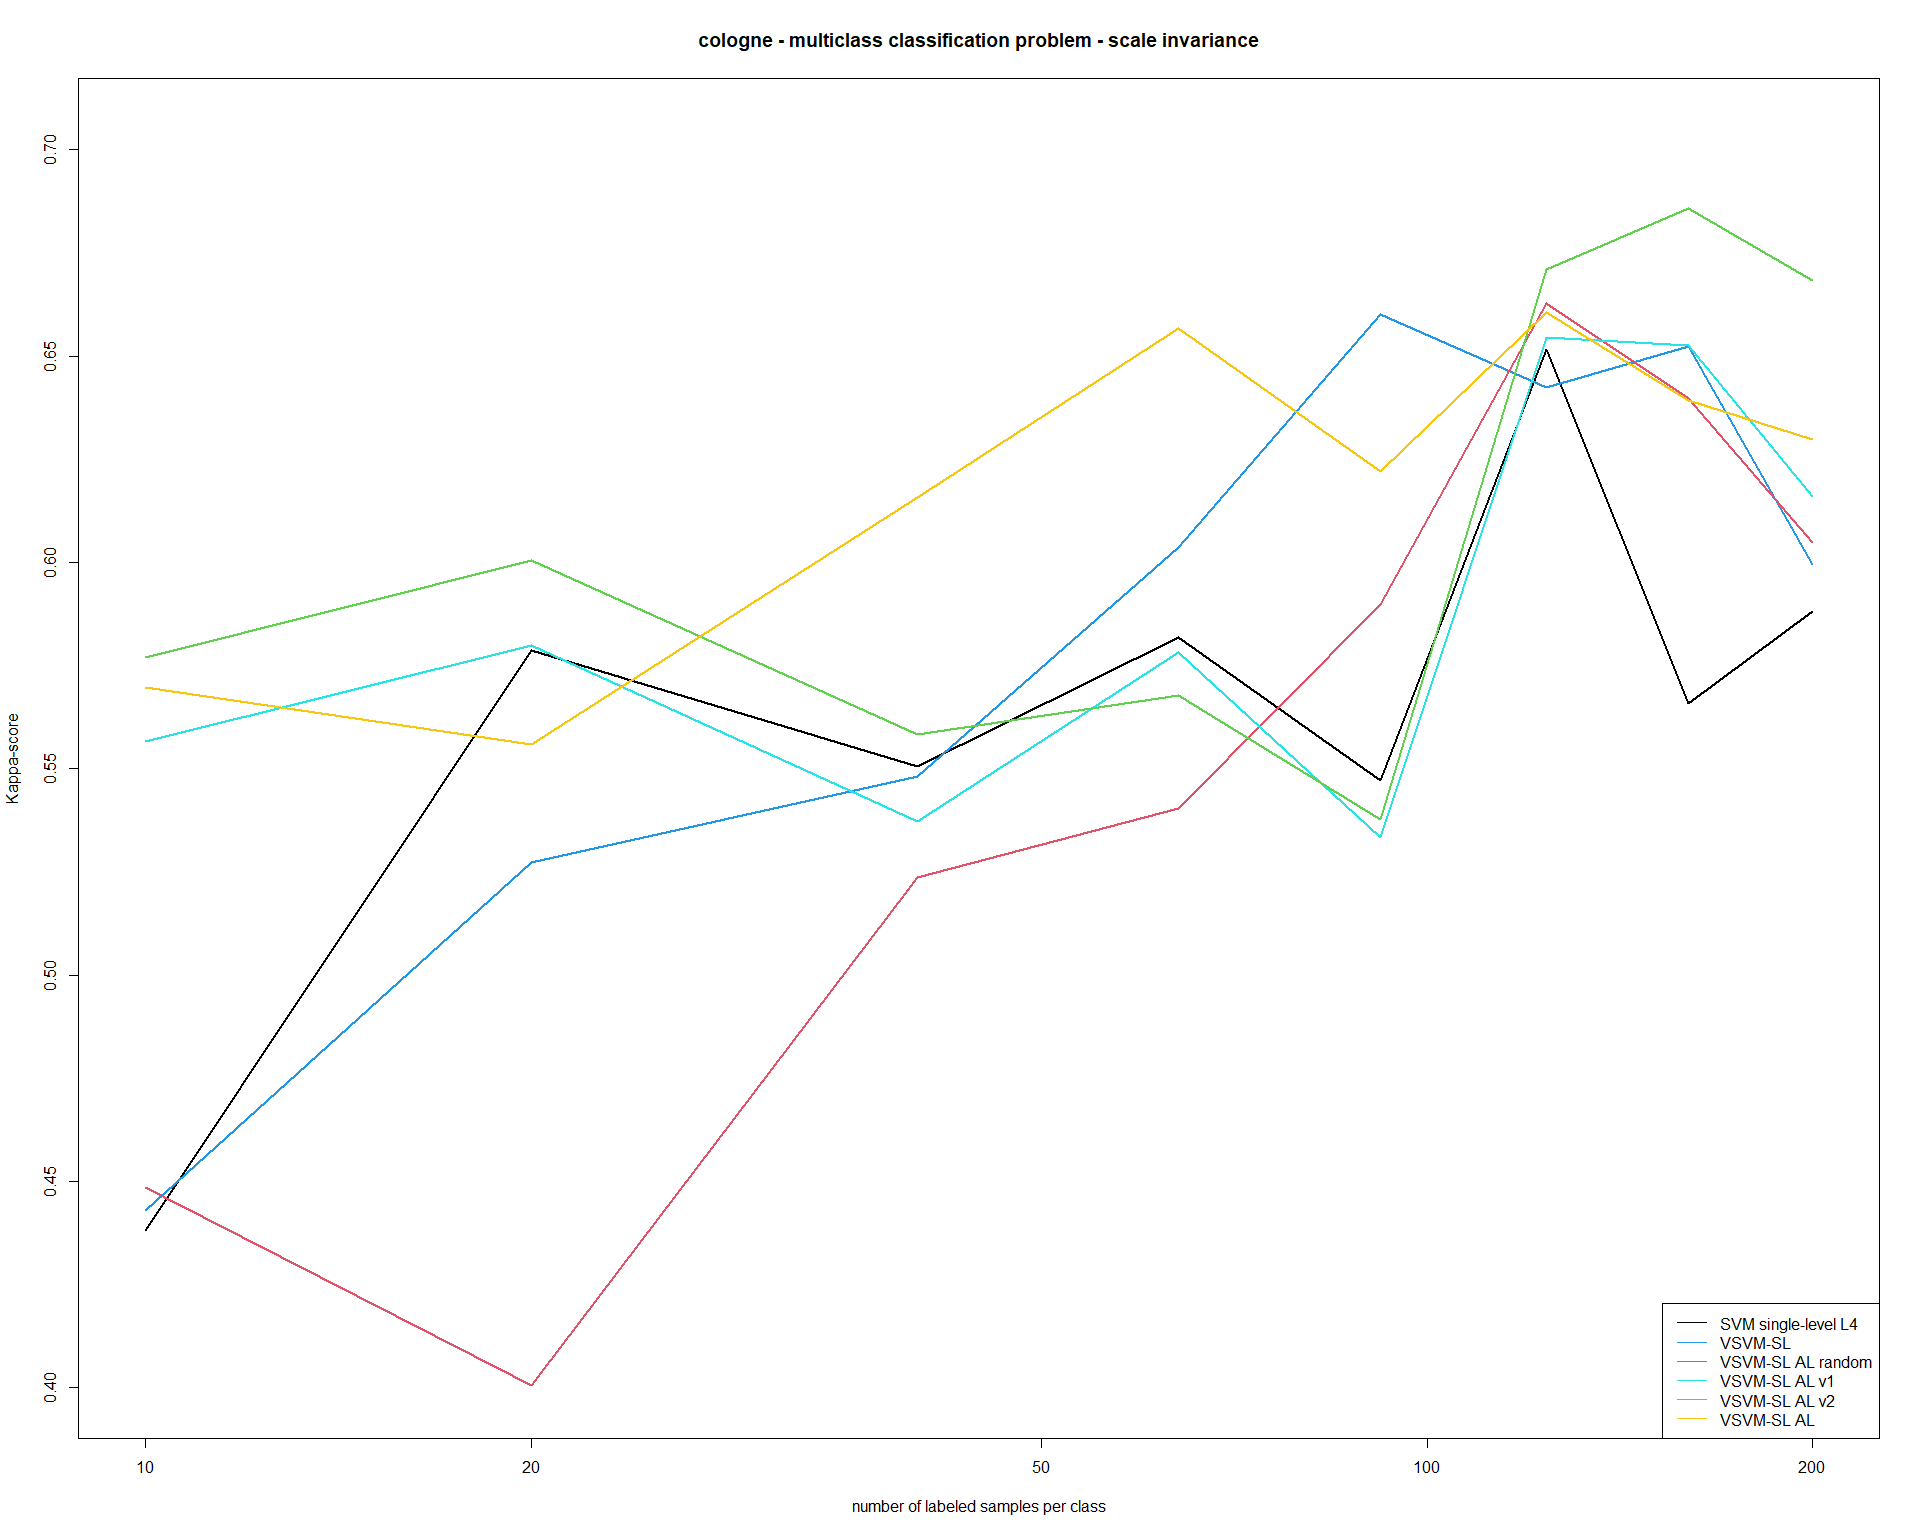 cologne - multiclass classification problem - scale invariance
Kappa-score
0.70
0.65
0.60
0.55
0.50
0.45
0.40
SVM single-level L4
VSVM-SL
VSVM-SL AL random
VSVM-SL AL v1
VSVM-SL AL v2
VSVM-SL AL
10 20 50 100 200
number of labeled samples per class